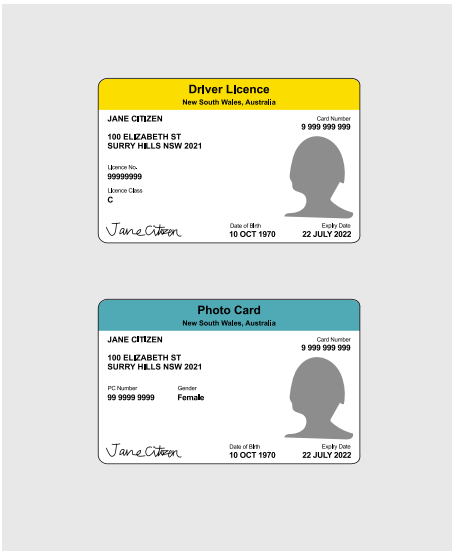 Driver Licence
New South Wales, Australia
JANE CITIZEN
Card Number
9 999 999 999
100 ELIZABETH ST
SURRY HILLS NSW 2021
Licence No.
99999999
Licence Class
C
Jane Citizen
Date of Birth
10 OCT 1970
Expiry Date
22 JULY 2022
Photo Card
New South Wales, Australia
JANE CITIZEN
Card Number
9 999 999 999
100 ELIZABETH ST
SURRY HILLS NSW 2021
PC Number
99 999 9999
Gender
Female
Jane Citizen
Date of Birth
10 OCT 1970
Expiry Date
22 JULY 2022